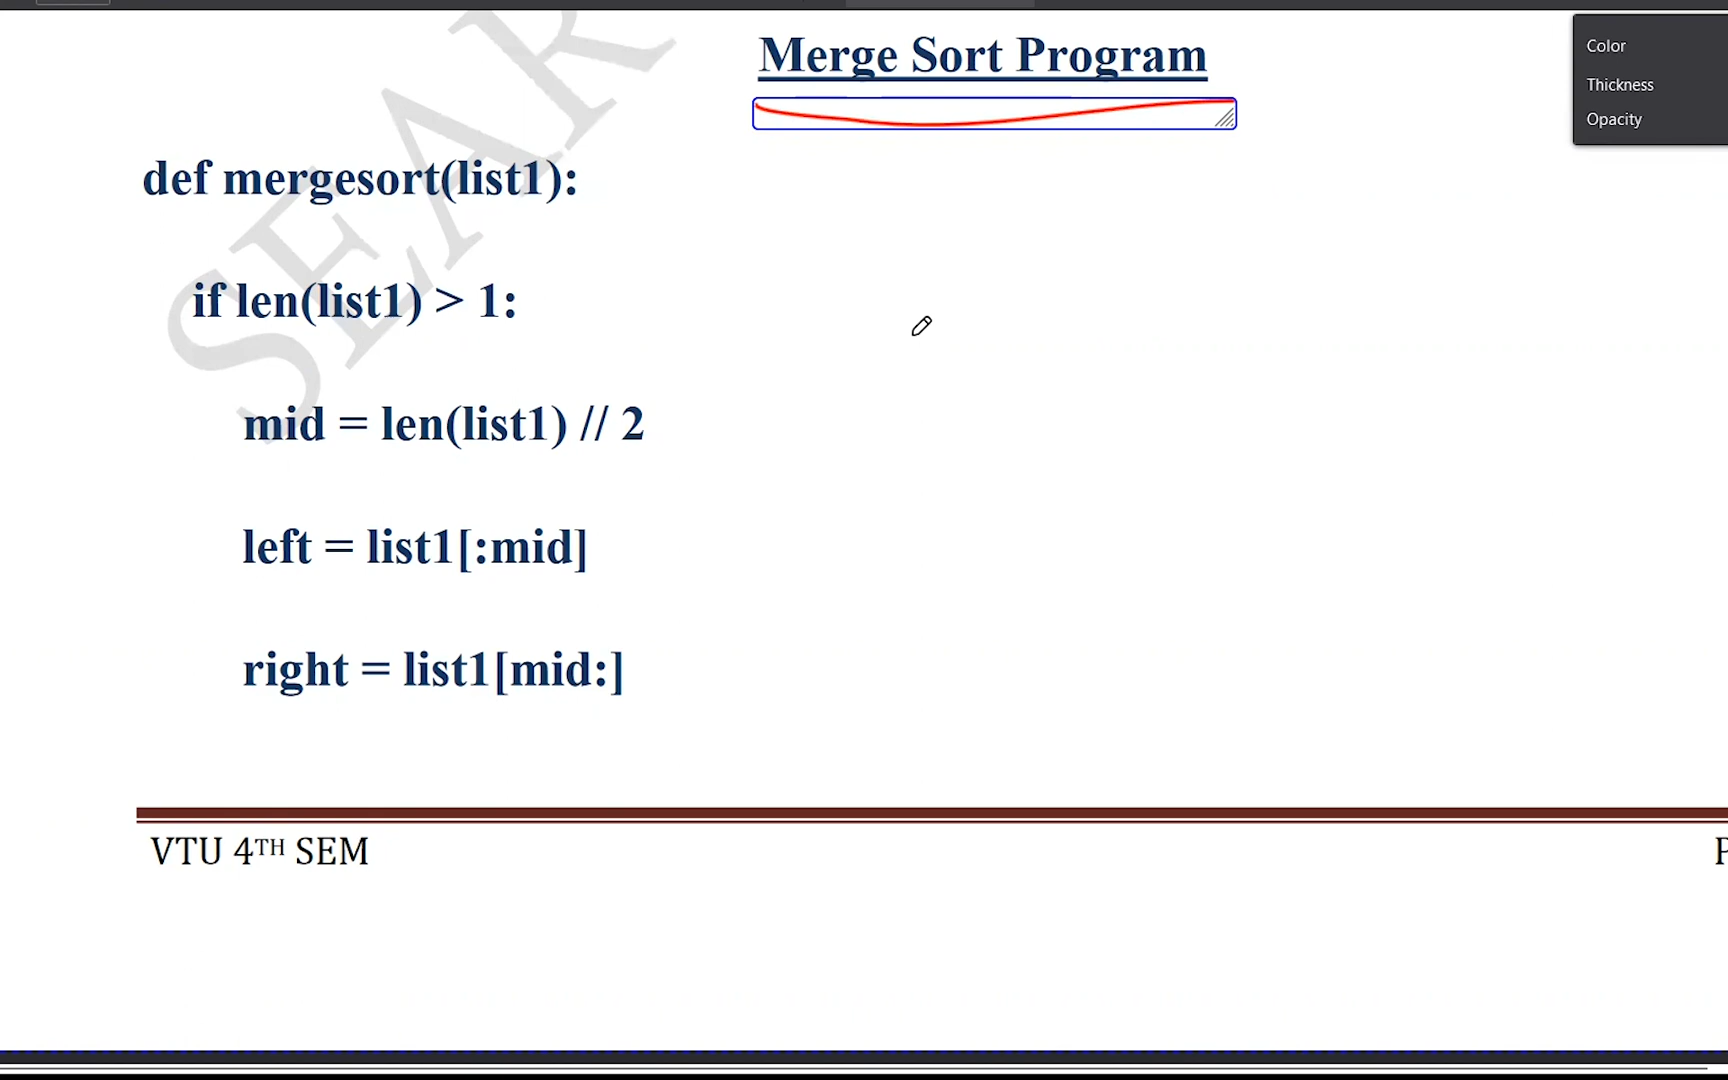 Merge Sort Program
Color
Thickness
Opacity
def mergesort(list1):
if len(list1) > 1:
mid = len(list1) // 2
left = list1[:mid]
right = list1[mid:]
VTU 4TH SEM